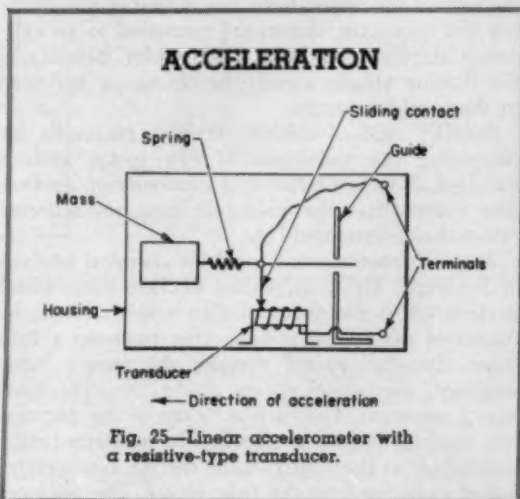 ACCELERATION
Sliding contact
Spring
Guide
Mass
Terminals
Housing
Transducer
Direction of acceleration
Fig. 25—Linear accelerometer with
a resistive-type transducer.